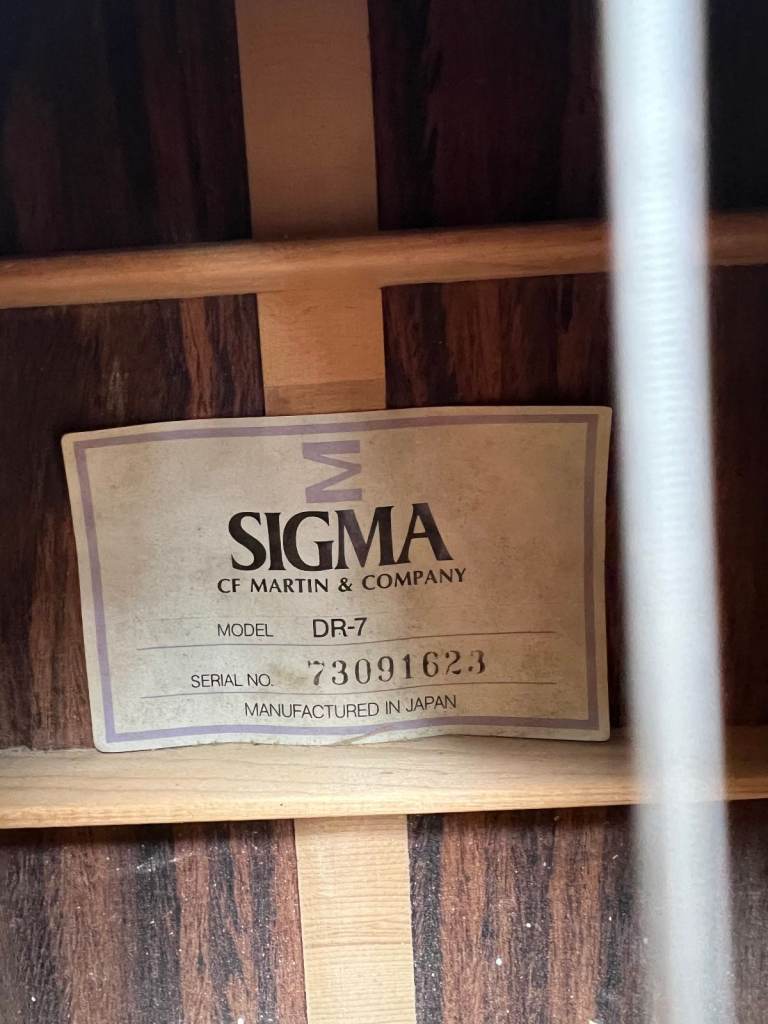 M
SIGMA
CF MARTIN & COMPANY
MODEL DR-7
SERIAL NO. 73091623
MANUFACTURED IN JAPAN